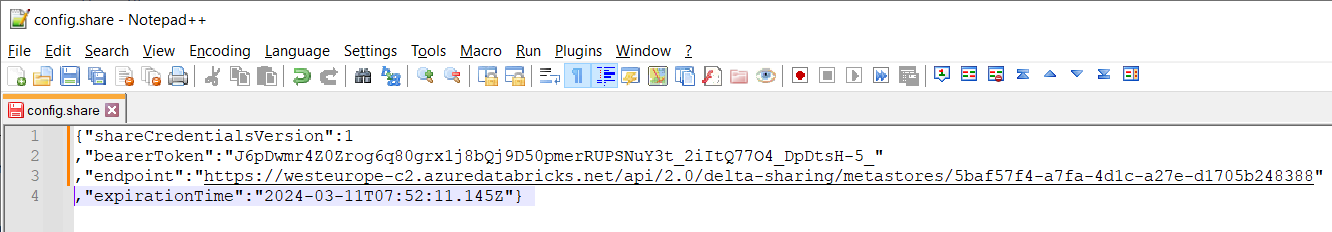 config.share - Notepad++
File Edit Search View Encoding Language Settings Tools Macro Run Plugins Window ?
config.share
1 {"shareCredentialsVersion":1
2 ,"bearerToken":"J6pDwmr4Z0Zrog6q80grx1j8bQj9D50pmerRUPSNuY3t_2iItQ77O4_DpDtsH-5_"
3 ,"endpoint":"https://westeurope-c2.azuredatabricks.net/api/2.0/delta-sharing/metastores/5baf57f4-a7fa-4d1c-a27e-d1705b248388"
4 ,"expirationTime":"2024-03-11T07:52:11.145Z"}